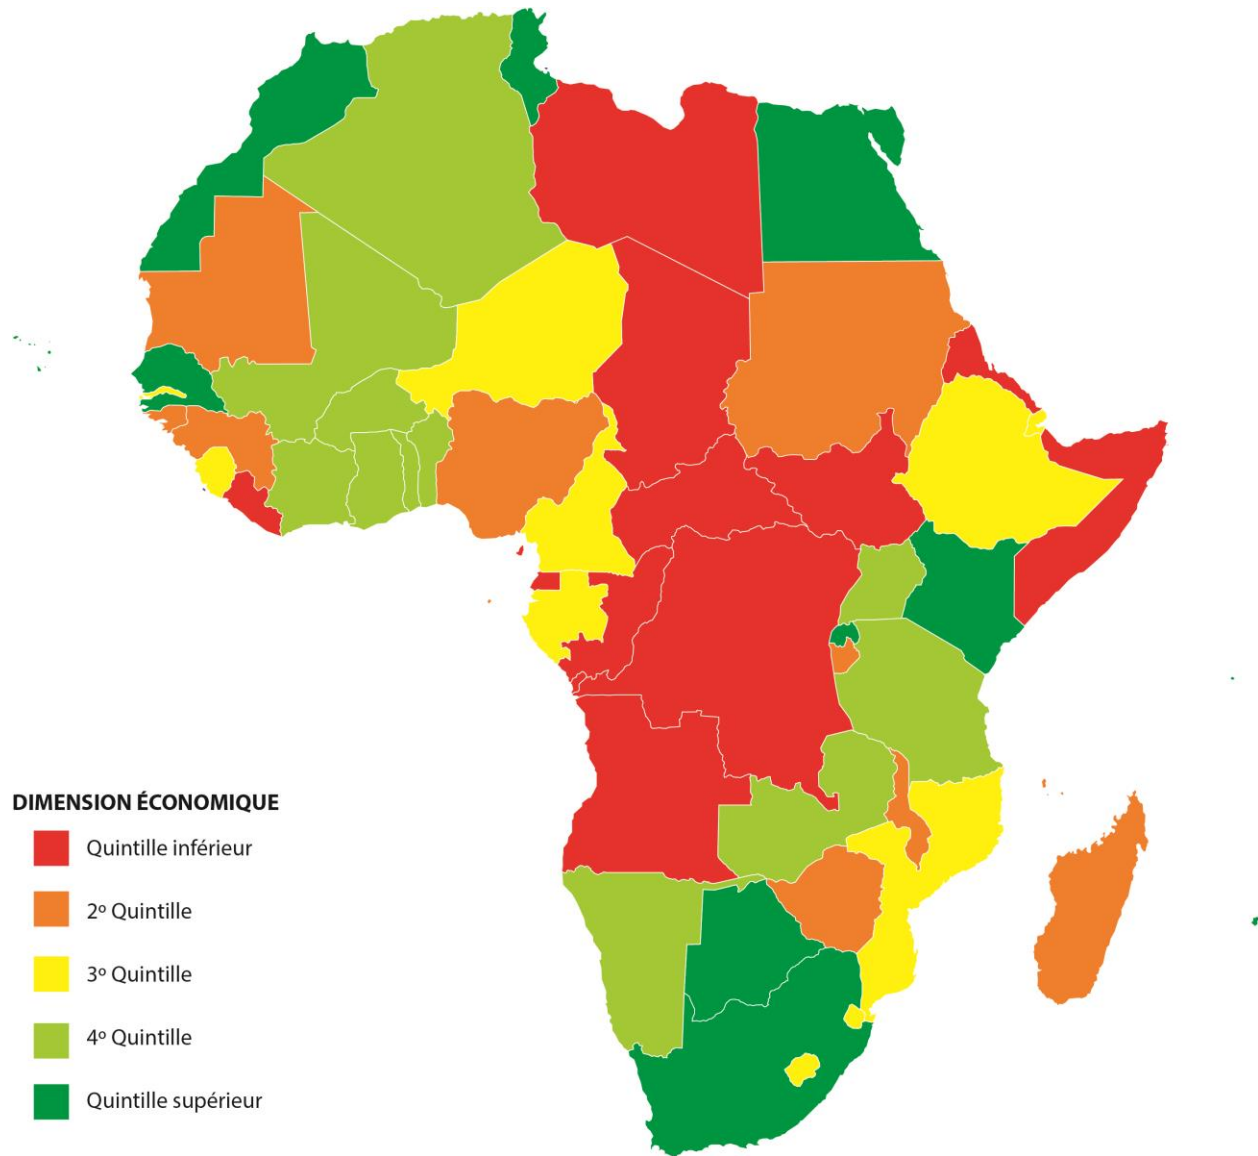 DIMENSION ÉCONOMIQUE
Quintille inférieur
2º Quintille
3º Quintille
4º Quintille
Quintille supérieur